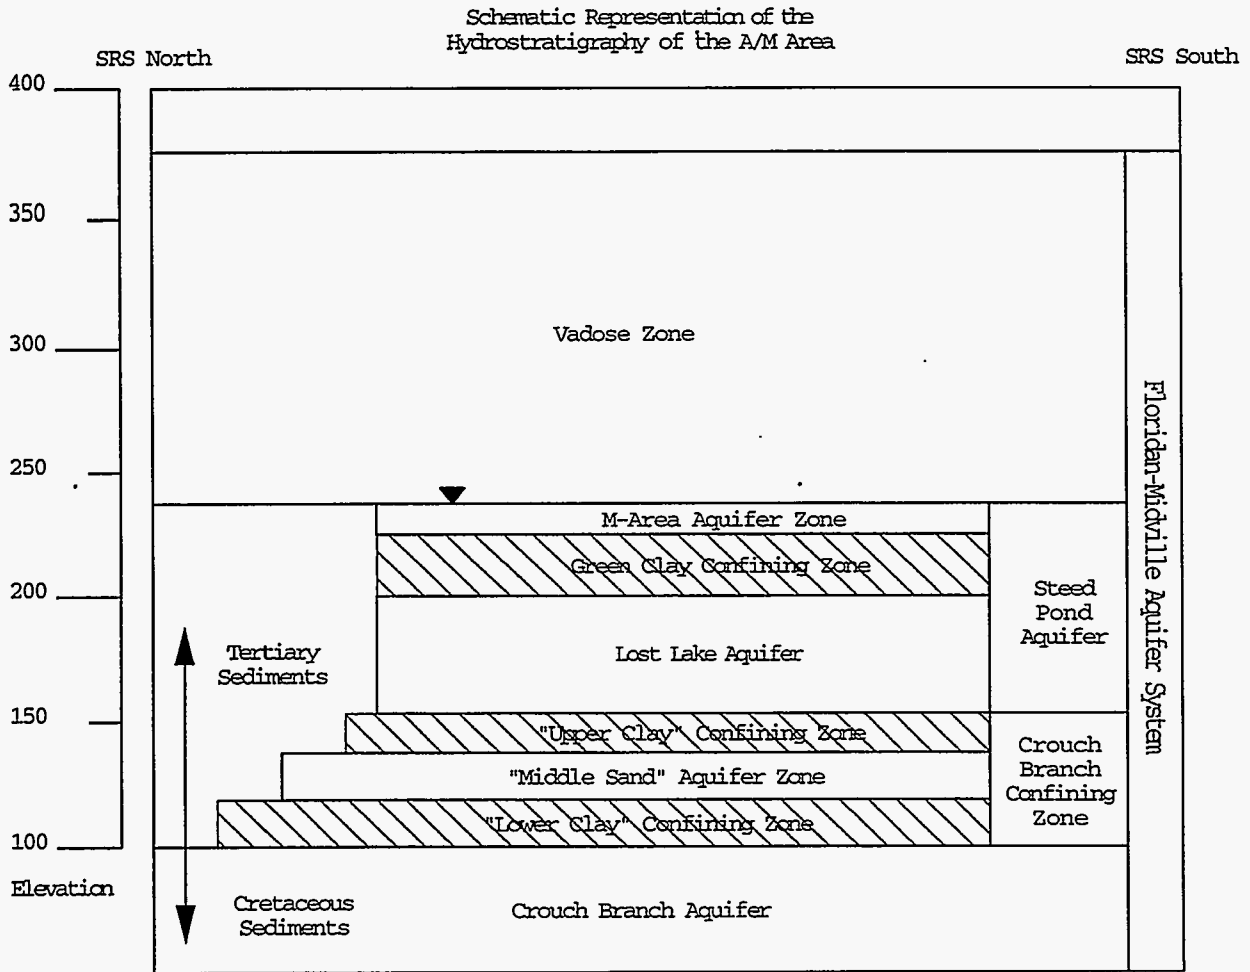 Schematic Representation of the
Hydrostratigraphy of the A/M Area
SRS North
SRS South
400
350
300
250
200
150
100
Elevation
Vadose Zone
M-Area Aquifer Zone
Green Clay Confining Zone
Lost Lake Aquifer
"Upper Clay" Confining Zone
"Middle Sand" Aquifer Zone
"Lower Clay" Confining Zone
Crouch Branch Aquifer
Tertiary
Sediments
Cretaceous
Sediments
Steed
Pond
Aquifer
Crouch
Branch
Confining
Zone
Floridan-Midville Aquifer System